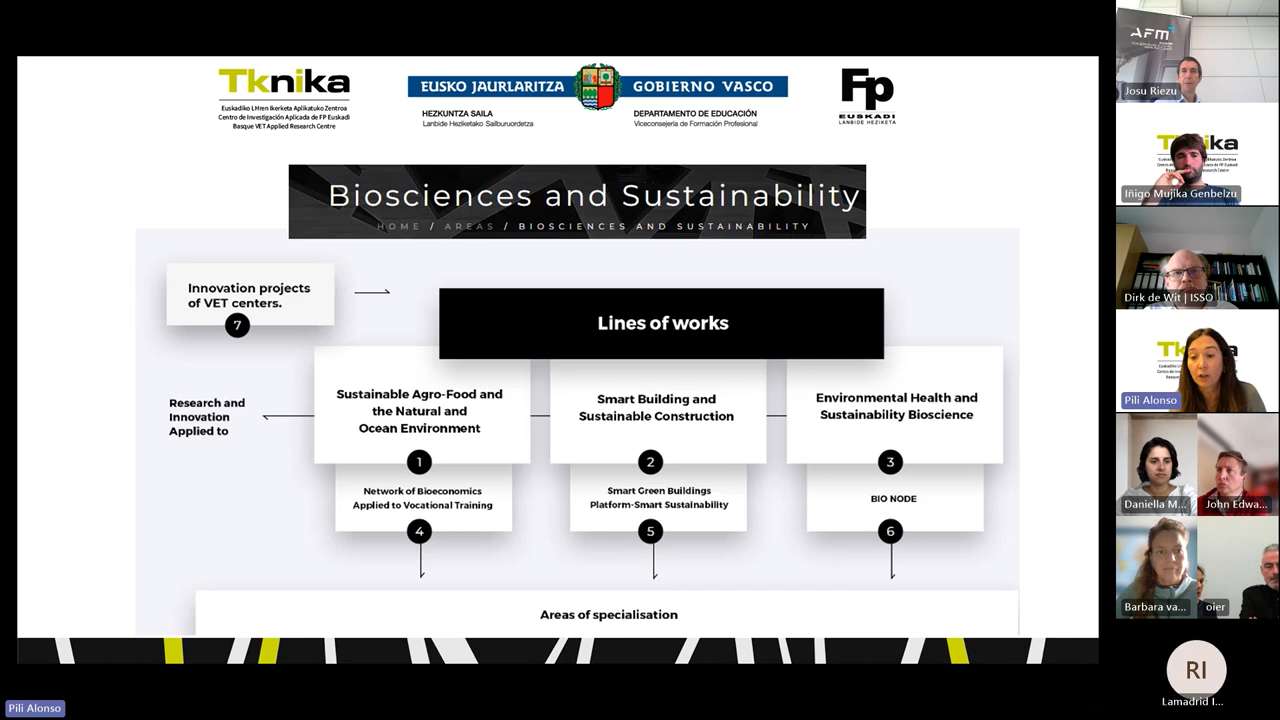 Tknika
Euskadiko LHren Ikerketa Aplikatuko Zentroa
Centro de Investigación Aplicada de FP Euskadi
Basque VET Applied Research Centre
EUSKO JAURLARITZA
GOBIERNO VASCO
HEZKUNTZA SAILA
Lanbide Heziketako Sailburuordetza
DEPARTAMENTO DE EDUCACIÓN
Viceconsejería de Formación Profesional
Fp
EUSKADI
LANBIDE HEZIKETA
Biosciences and Sustainability
HOME / AREAS / BIOSCIENCES AND SUSTAINABILITY
Innovation projects
of VET centers.
7
Lines of works
Research and
Innovation
Applied to
Sustainable Agro-Food and
the Natural and
Ocean Environment
1
Network of Bioeconomics
Applied to Vocational Training
4
Smart Building and
Sustainable Construction
2
Smart Green Buildings
Platform-Smart Sustainability
5
Environmental Health and
Sustainability Bioscience
3
BIO NODE
6
Areas of specialisation
Pili Alonso
AFM
Josu Riezu
Iñigo Mujika Genbelzu
Dirk de Wit | ISSO
Pili Alonso
Daniella M...
John Edwa...
Barbara va...
oier
RI
Lamadrid I...